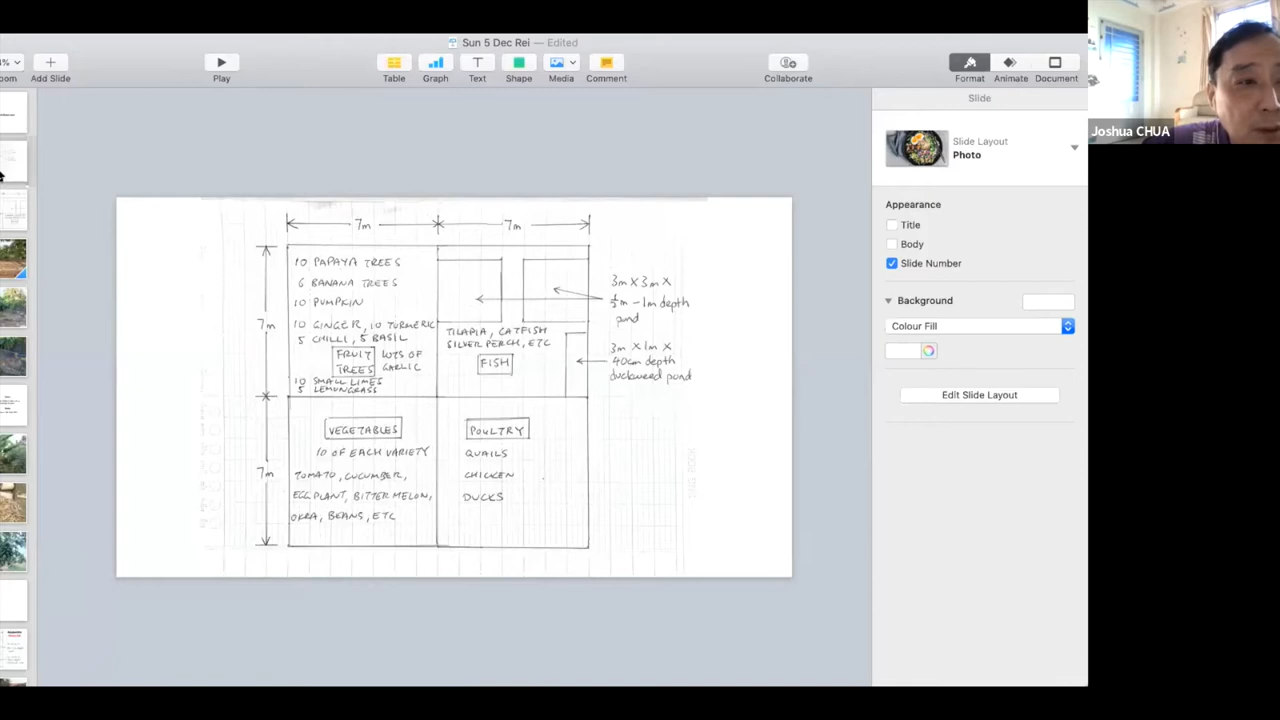 Sun 5 Dec Rei — Edited
Add Slide
Play
Table
Graph
Text
Shape
Media
Comment
Collaborate
Format
Animate
Document
Slide
Slide Layout
Photo
Appearance
Title
Body
Slide Number
Background
Colour Fill
Edit Slide Layout
Joshua CHUA
7m
7m
7m
10 PAPAYA TREES
6 BANANA TREES
10 PUMPKIN
10 GINGER, 10 TURMERIC
5 CHILLI, 5 BASIL
FRUIT TREES
LOTS OF GARLIC
10 SMALL LIMES
5 LEMONGRASS
TILAPIA, CATFISH
SILVER PERCH, ETC
FISH
3m X 3m X
½m – 1m depth
pond
3m X 1m X
40cm depth
duckweed pond
7m
VEGETABLES
10 OF EACH VARIETY
TOMATO, CUCUMBER,
EGGPLANT, BITTERMELON,
OKRA, BEANS, ETC
POULTRY
QUAILS
CHICKEN
DUCKS